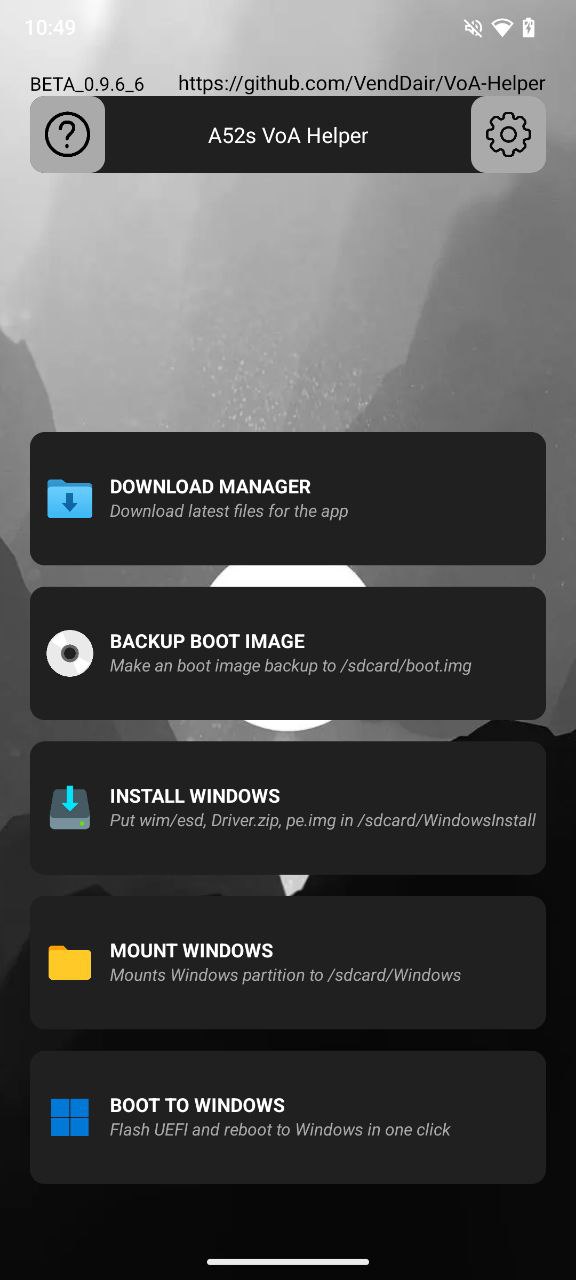 10:49
BETA_0.9.6_6 https://github.com/VendDair/VoA-Helper
A52s VoA Helper
DOWNLOAD MANAGER
Download latest files for the app
BACKUP BOOT IMAGE
Make an boot image backup to /sdcard/boot.img
INSTALL WINDOWS
Put wim/esd, Driver.zip, pe.img in /sdcard/WindowsInstall
MOUNT WINDOWS
Mounts Windows partition to /sdcard/Windows
BOOT TO WINDOWS
Flash UEFI and reboot to Windows in one click